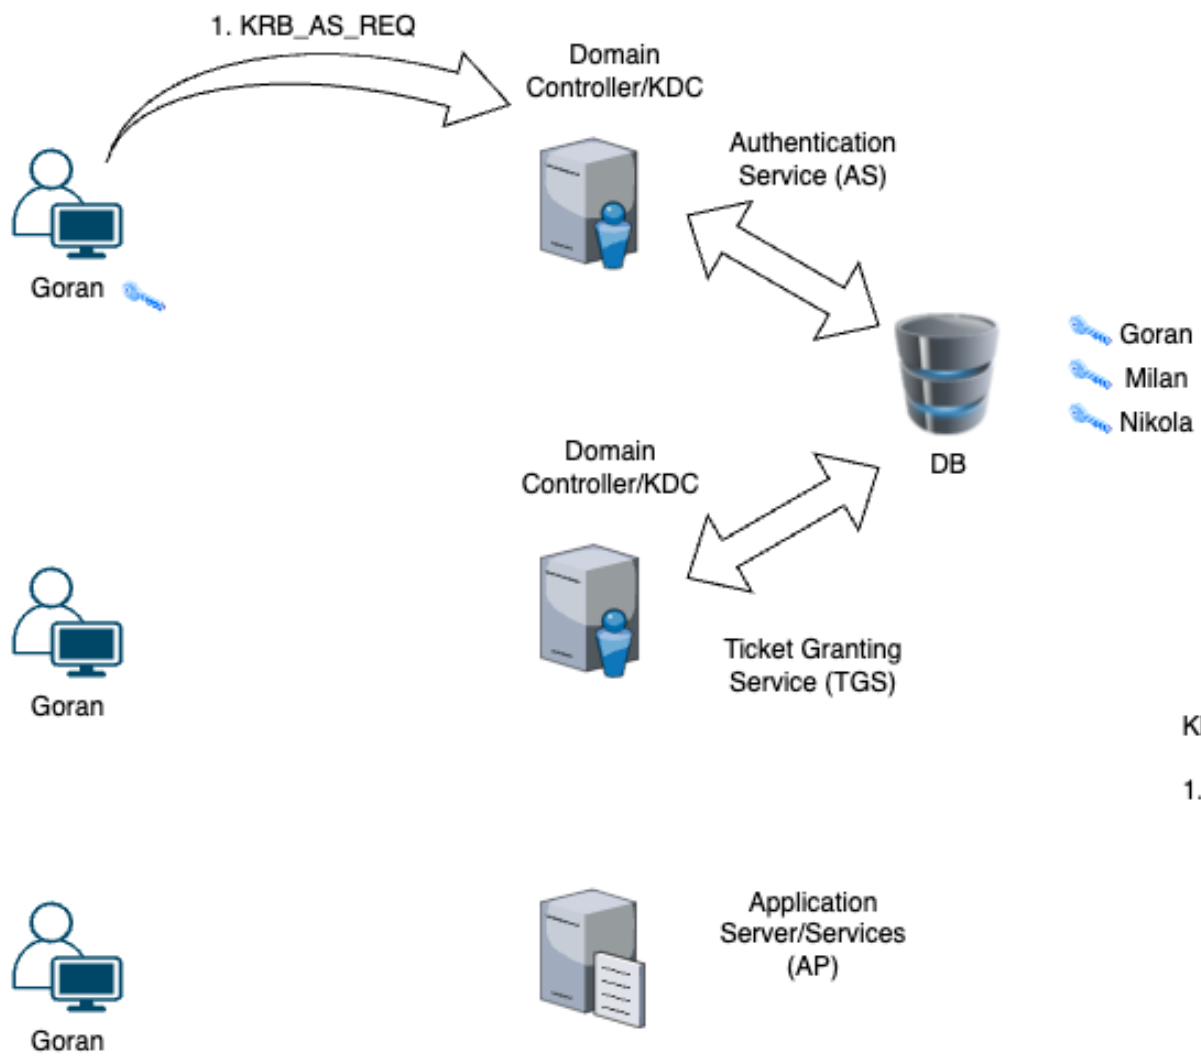 1. KRB_AS_REQ
Domain
Controller/KDC
Authentication
Service (AS)
Goran
Goran
Milan
Nikola
DB
Domain
Controller/KDC
Ticket Granting
Service (TGS)
Goran
1.
Application
Server/Services
(AP)
Goran